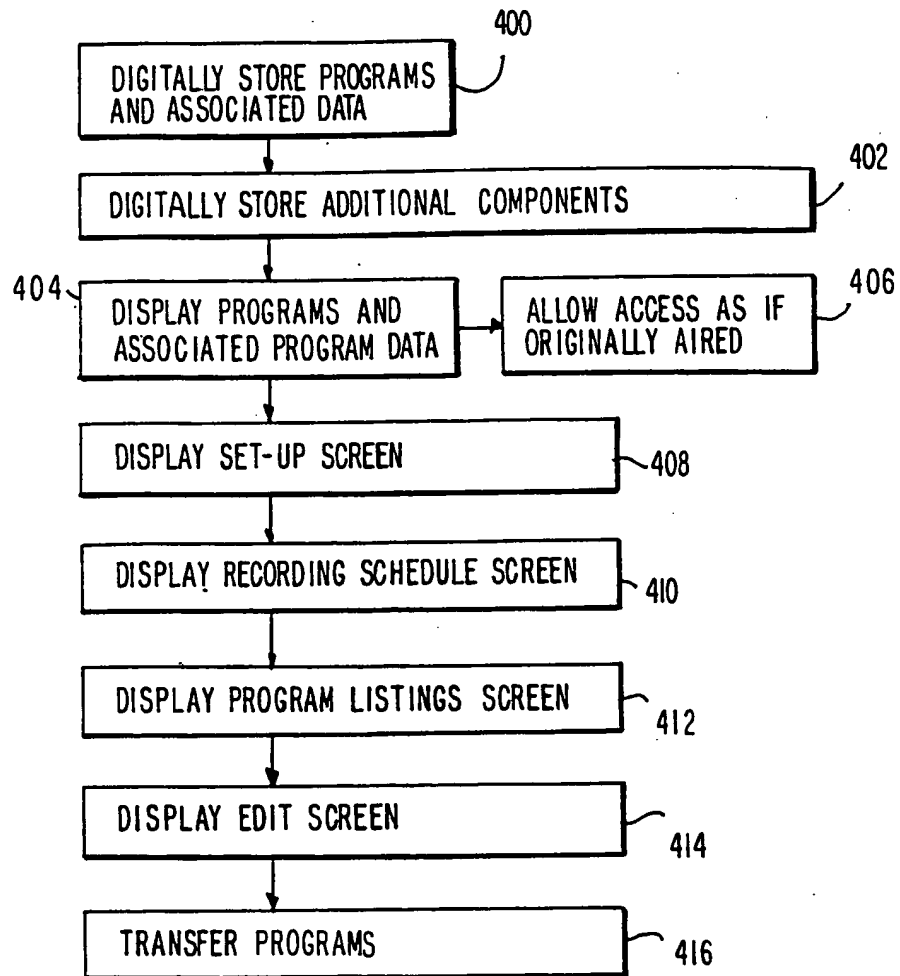 400
DIGITALLY STORE PROGRAMS
AND ASSOCIATED DATA
402
DIGITALLY STORE ADDITIONAL COMPONENTS
404
DISPLAY PROGRAMS AND
ASSOCIATED PROGRAM DATA
406
ALLOW ACCESS AS IF
ORIGINALLY AIRED
DISPLAY SET-UP SCREEN
408
DISPLAY RECORDING SCHEDULE SCREEN
410
DISPLAY PROGRAM LISTINGS SCREEN
412
DISPLAY EDIT SCREEN
414
TRANSFER PROGRAMS
416